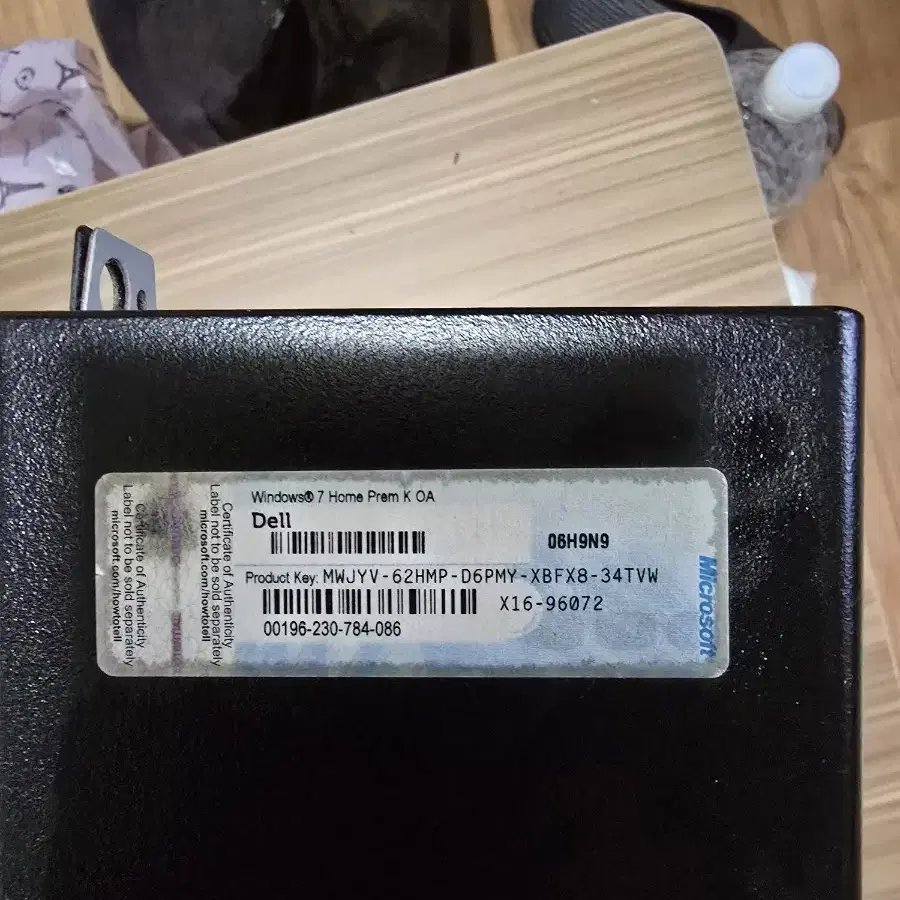 Windows® 7 Home Prem K OA
Dell
06H9N9
Product Key: MWJYV-62HMP-D6PMY-XBFX8-34TVW
X16-96072
00196-230-784-086
Certificate of Authenticity
Label not to be sold separately
microsoft.com/howtotell
Certificate of Authenticity
Label not to be sold separately
microsoft.com/howtotell
Microsoft